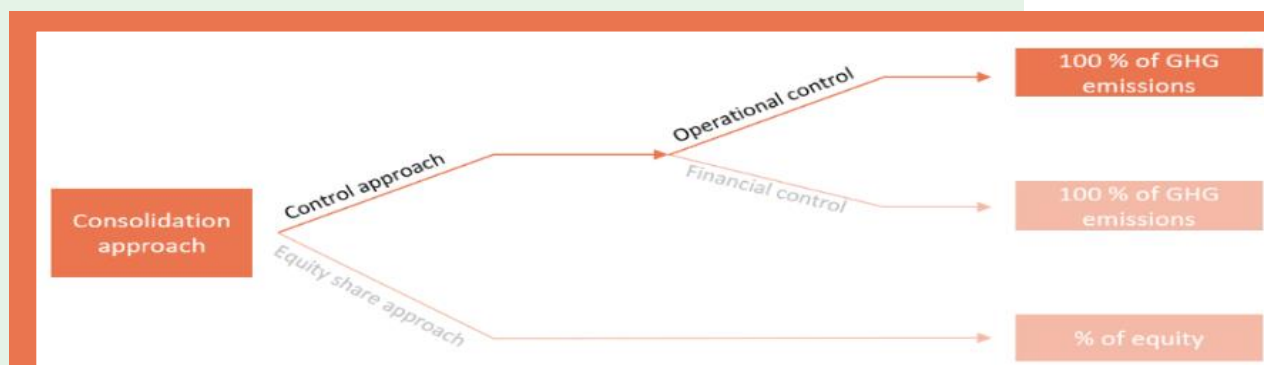 100 % of GHG
emissions
Operational control
Control approach
Financial control
100 % of GHG
emissions
Consolidation
approach
Equity share approach
% of equity